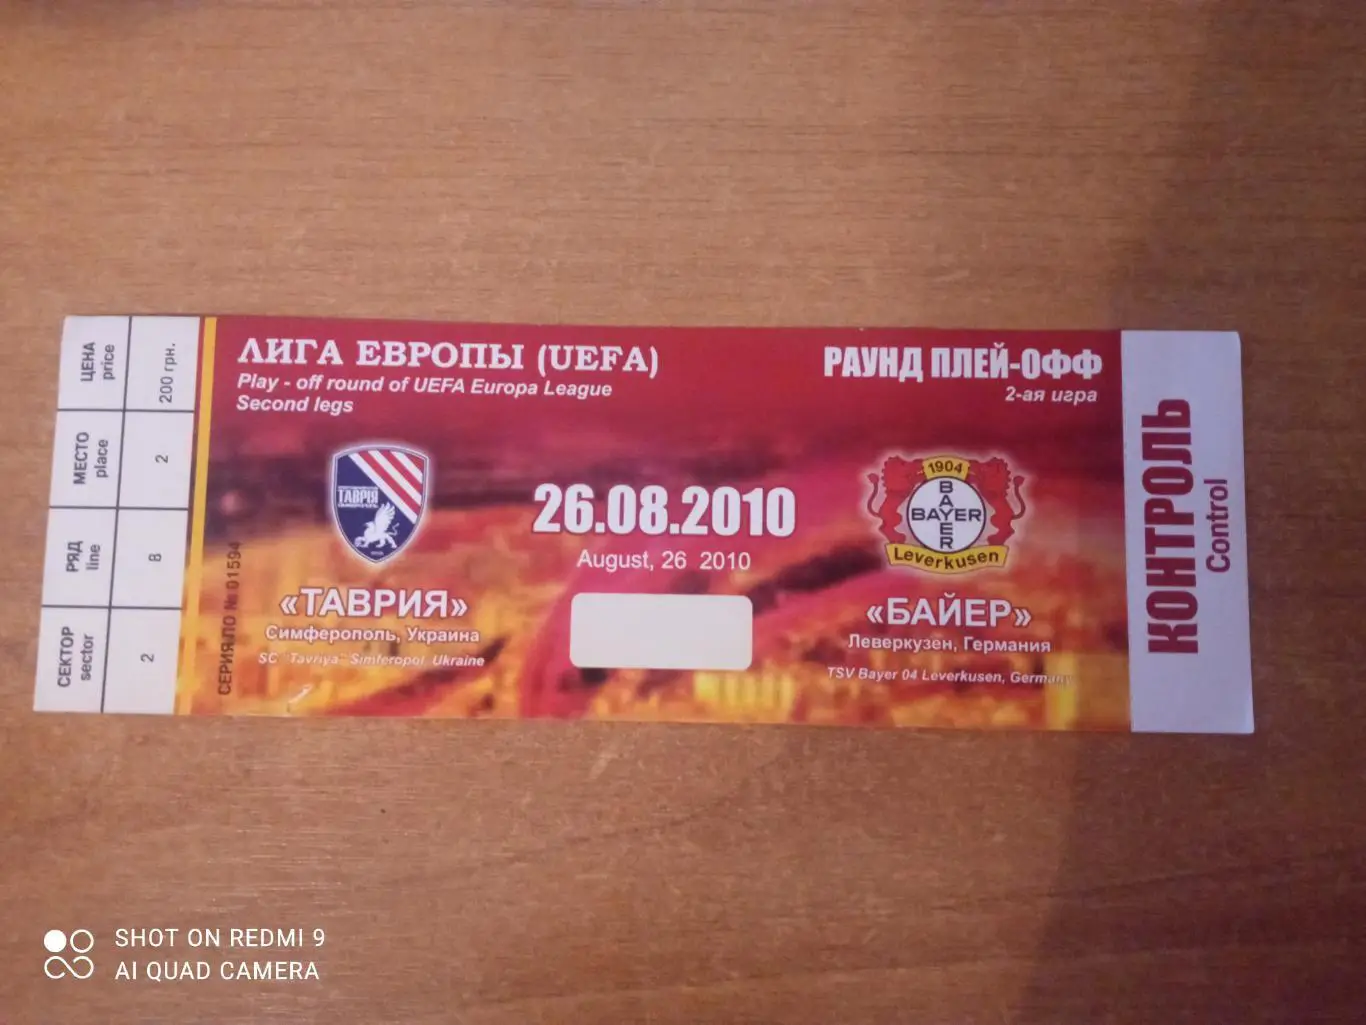 ЦЕНА
price
200 грн.
МЕСТО
place
2
РЯД
line
8
СЕКТОР
sector
2
СЕРИЯ ЛО № 01594
ЛИГА ЕВРОПЫ (UEFA)
Play - off round of UEFA Europa League
Second legs
РАУНД ПЛЕЙ-ОФФ
2-ая игра
ТАВРІЯ
26.08.2010
August, 26 2010
1904
BAYER
BAYER
Leverkusen
«ТАВРИЯ»
Симферополь, Украина
SC "Tavriya" Simferopol Ukraine
«БАЙЕР»
Леверкузен, Германия
TSV Bayer 04 Leverkusen, Germany
КОНТРОЛЬ
Control
SHOT ON REDMI 9
AI QUAD CAMERA